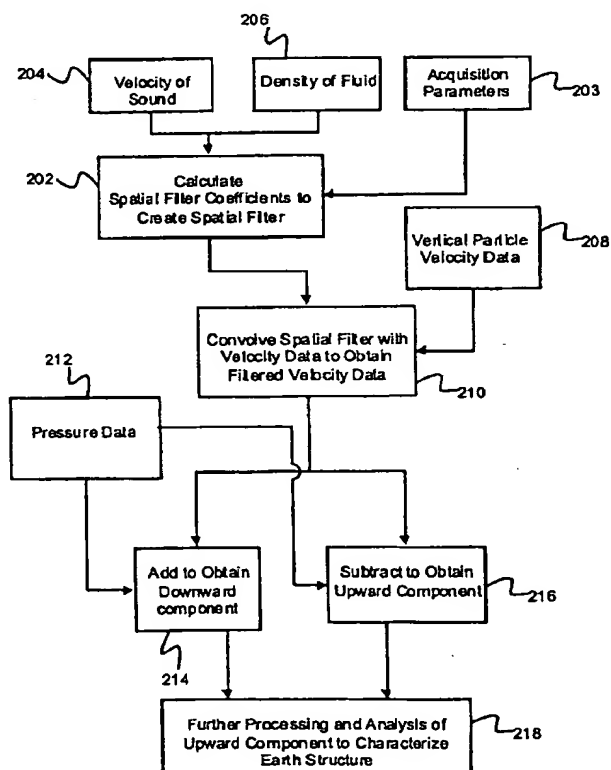 206
204
Velocity of
Sound
Density of Fluid
Acquisition
Parameters
203
202
Calculate
Spatial Filter Coefficients to
Create Spatial Filter
Vertical Particle
Velocity Data
208
Convolve Spatial Filter with
Velocity Data to Obtain
Filtered Velocity Data
210
212
Pressure Data
Add to Obtain
Downward
component
214
Subtract to Obtain
Upward Component
216
Further Processing and Analysis of
Upward Component to Characterize
Earth Structure
218